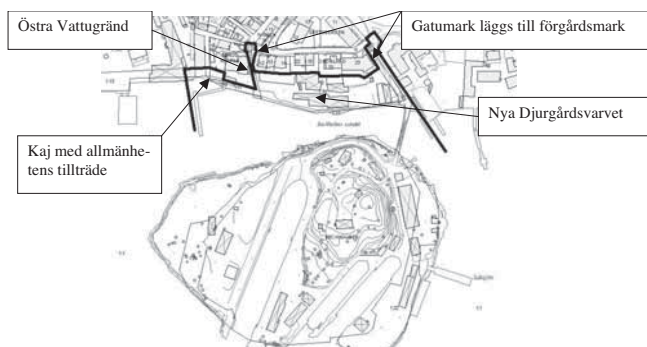 Östra Vattugränd
Gatumark läggs till förgårdsmark
Nya Djurgårdsvarvet
Kaj med allmänhe-
tens tillträde